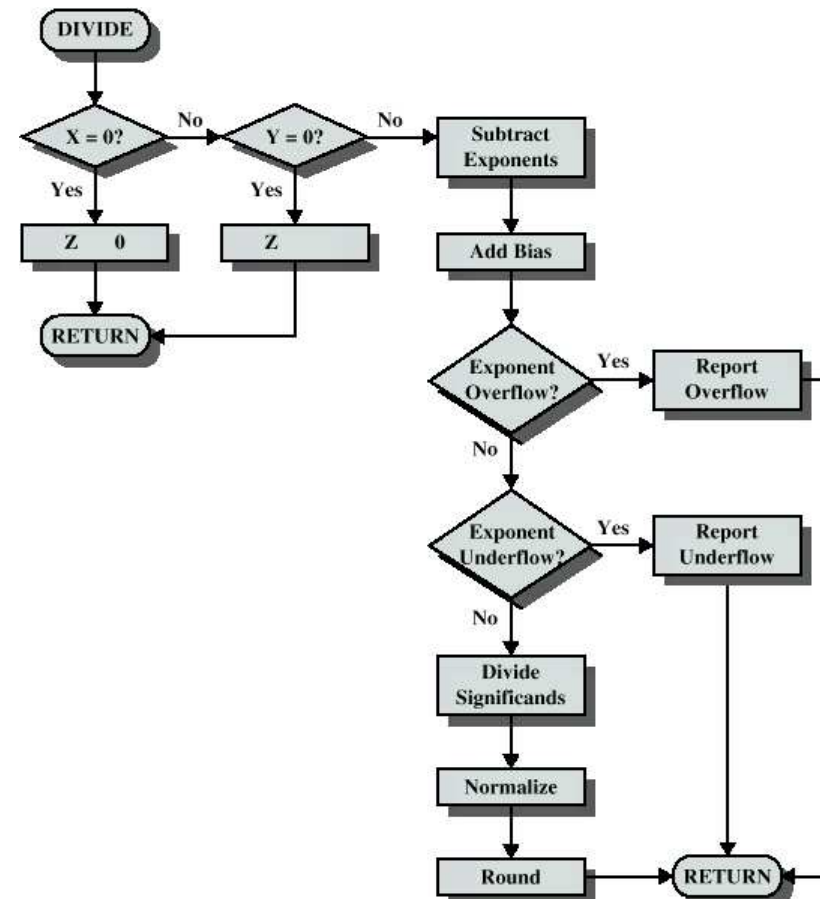 DIVIDE
X = 0?
No
Y = 0?
No
Subtract
Exponents
Yes
Yes
Z 0
Z
Add Bias
RETURN
Exponent
Overflow?
Yes
Report
Overflow
No
Exponent
Underflow?
Yes
Report
Underflow
No
Divide
Significands
Normalize
Round
RETURN